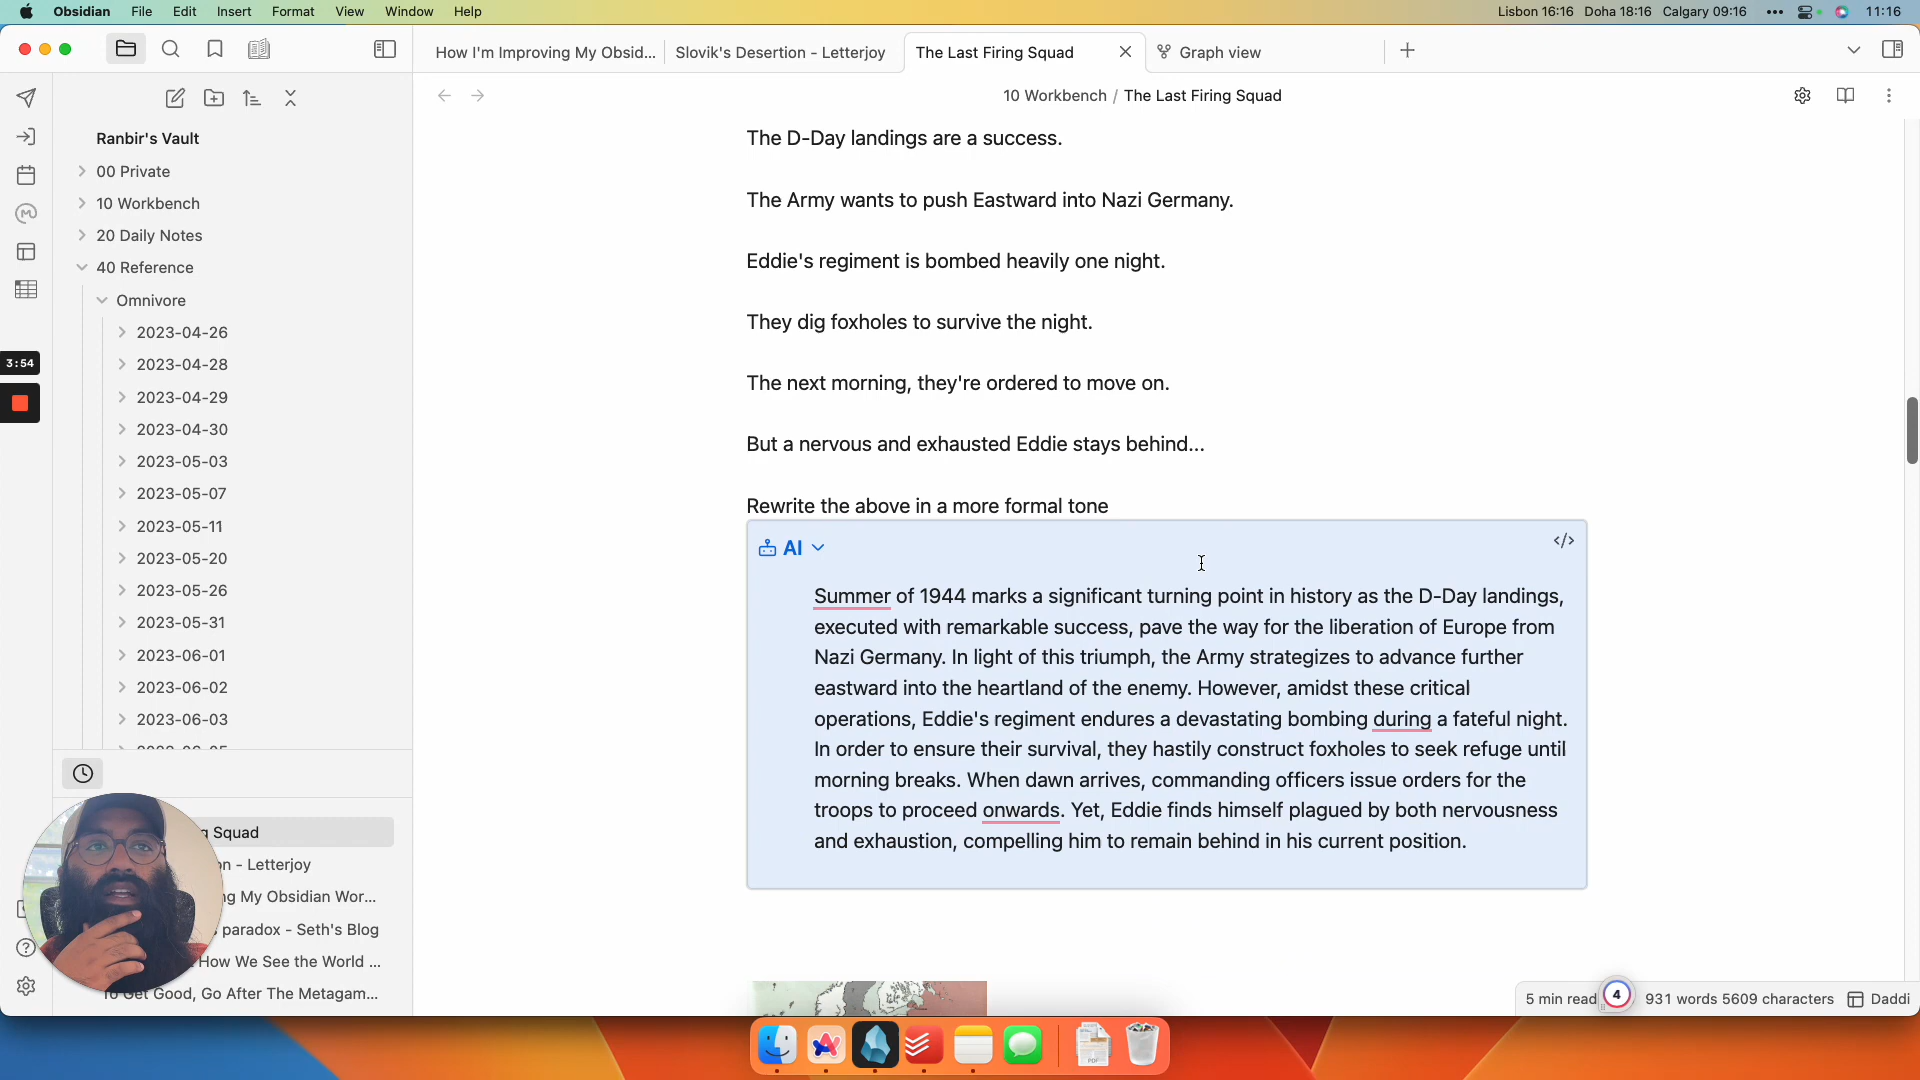 Obsidian File Edit Insert Format View Window Help Lisbon 16:16 Doha 18:16 Calgary 09:16 ••• 11:16
How I'm Improving My Obsid... Slovik's Desertion - Letterjoy The Last Firing Squad Graph view
10 Workbench / The Last Firing Squad
Ranbir's Vault
00 Private
10 Workbench
20 Daily Notes
40 Reference
Omnivore
2023-04-26
2023-04-28
2023-04-29
2023-04-30
2023-05-03
2023-05-07
2023-05-11
2023-05-20
2023-05-26
2023-05-31
2023-06-01
2023-06-02
2023-06-03
3:54
g Squad
on - Letterjoy
ng My Obsidian Wor...
paradox - Seth's Blog
How We See the World ...
To Get Good, Go After The Metagam...
The D-Day landings are a success.
The Army wants to push Eastward into Nazi Germany.
Eddie's regiment is bombed heavily one night.
They dig foxholes to survive the night.
The next morning, they're ordered to move on.
But a nervous and exhausted Eddie stays behind...
Rewrite the above in a more formal tone
AI </>
Summer of 1944 marks a significant turning point in history as the D-Day landings,
executed with remarkable success, pave the way for the liberation of Europe from
Nazi Germany. In light of this triumph, the Army strategizes to advance further
eastward into the heartland of the enemy. However, amidst these critical
operations, Eddie's regiment endures a devastating bombing during a fateful night.
In order to ensure their survival, they hastily construct foxholes to seek refuge until
morning breaks. When dawn arrives, commanding officers issue orders for the
troops to proceed onwards. Yet, Eddie finds himself plagued by both nervousness
and exhaustion, compelling him to remain behind in his current position.
5 min read 4 931 words 5609 characters Daddi
PDF